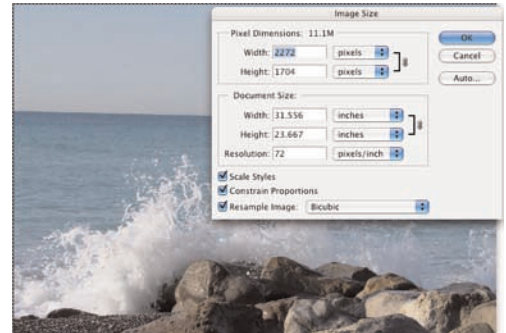 Image Size
Pixel Dimensions: 11.1M
OK
Width: 2272 pixels
Cancel
Height: 1704 pixels
Auto...
Document Size:
Width: 31.556 inches
Height: 23.667 inches
Resolution: 72 pixels/inch
Scale Styles
Constrain Proportions
Resample Image: Bicubic